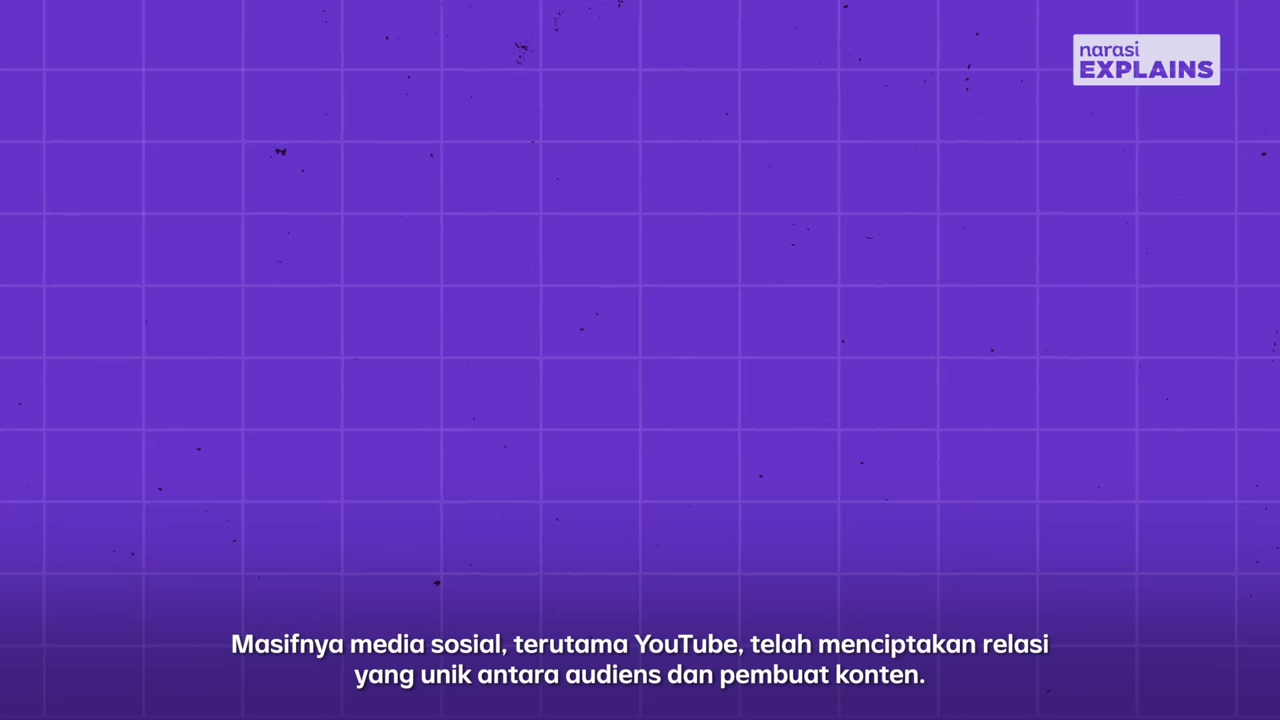 narasi
EXPLAINS
Masifnya media sosial, terutama YouTube, telah menciptakan relasi
yang unik antara audiens dan pembuat konten.